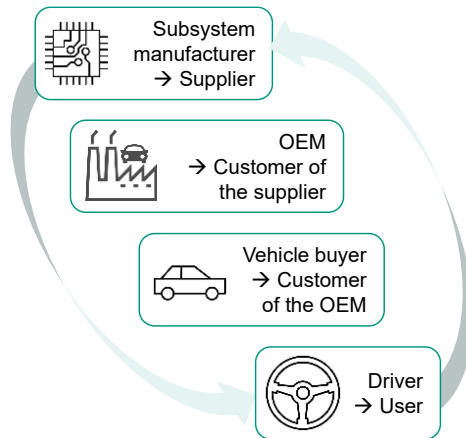 Subsystem
manufacturer
→ Supplier
OEM
→ Customer of
the supplier
Vehicle buyer
→ Customer
of the OEM
Driver
→ User